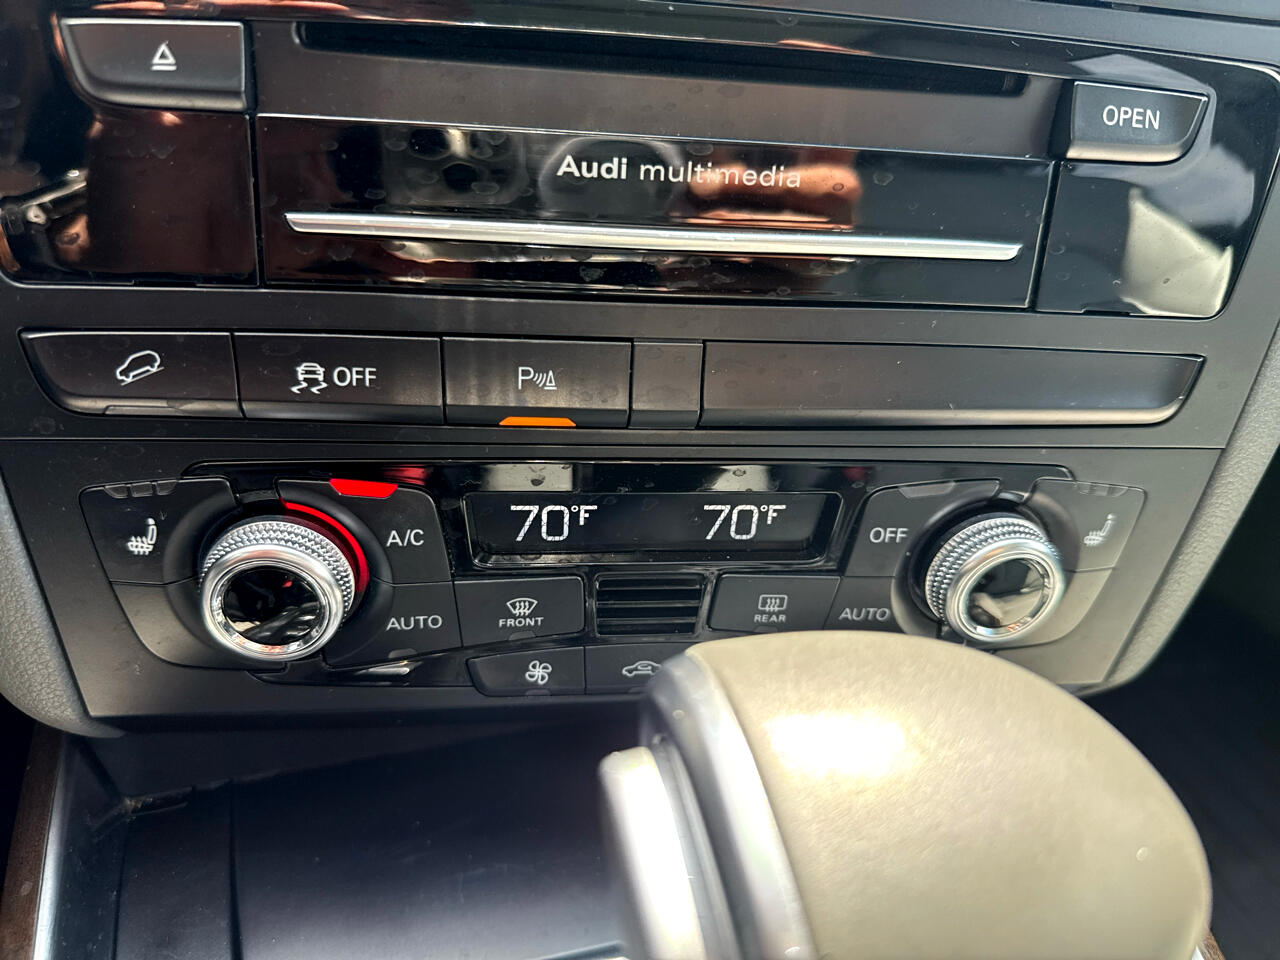 OPEN
Audi multimedia
OFF
P
70°F 70°F
A/C
OFF
AUTO
FRONT
REAR
AUTO